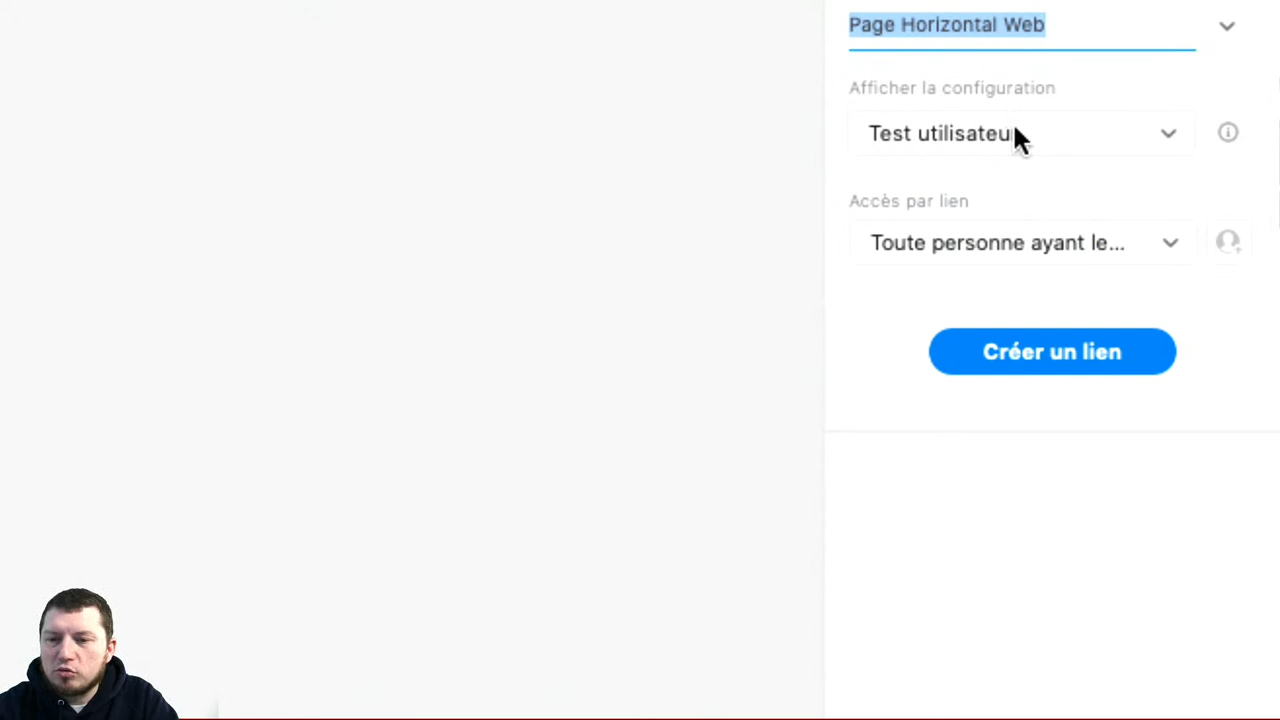 Page Horizontal Web
Afficher la configuration
Test utilisateu
Accès par lien
Toute personne ayant le...
Créer un lien